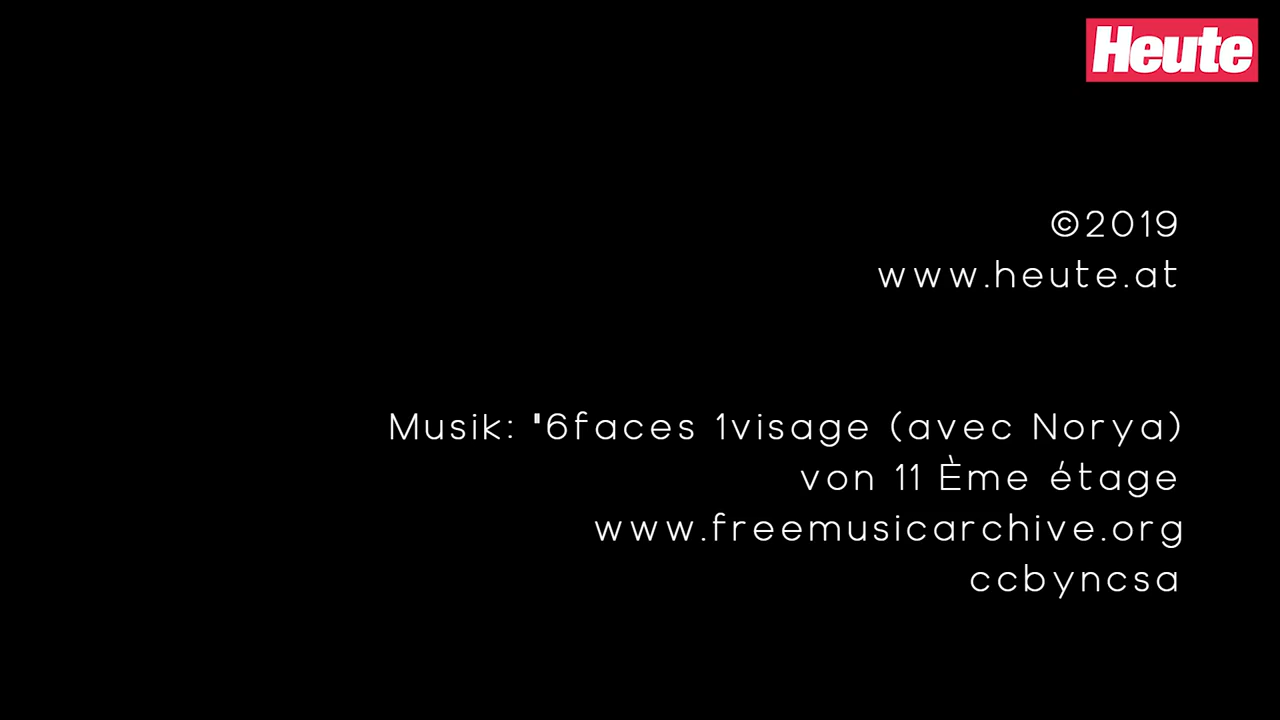 Heute
©2019
www.heute.at
Musik: "6faces 1visage (avec Norya)
von 11 Ème étage
www.freemusicarchive.org
ccbyncsa